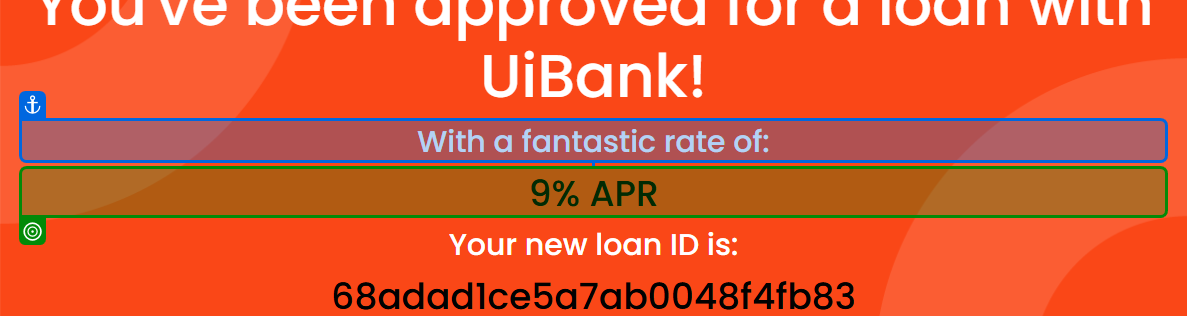 You've been approved for a loan with
UiBank!
With a fantastic rate of:
9% APR
Your new loan ID is:
68adad1ce5a7ab0048f4fb83